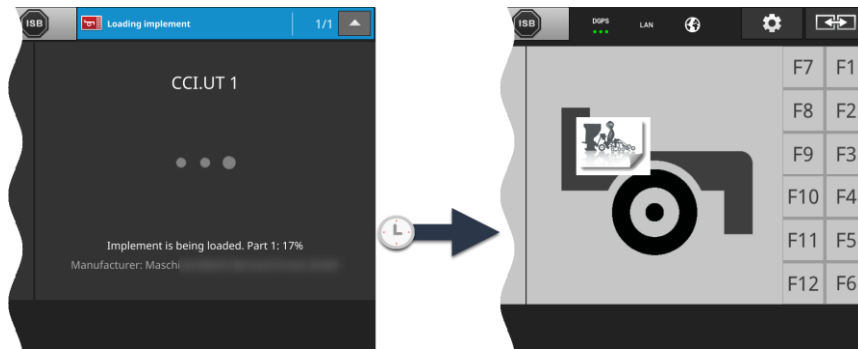 ISB
Loading implement
1/1
CCI.UT 1
Implement is being loaded. Part 1: 17%
Manufacturer: Maschi
ISB
DGPS
LAN
F7 F1
F8 F2
F9 F3
F10 F4
F11 F5
F12 F6